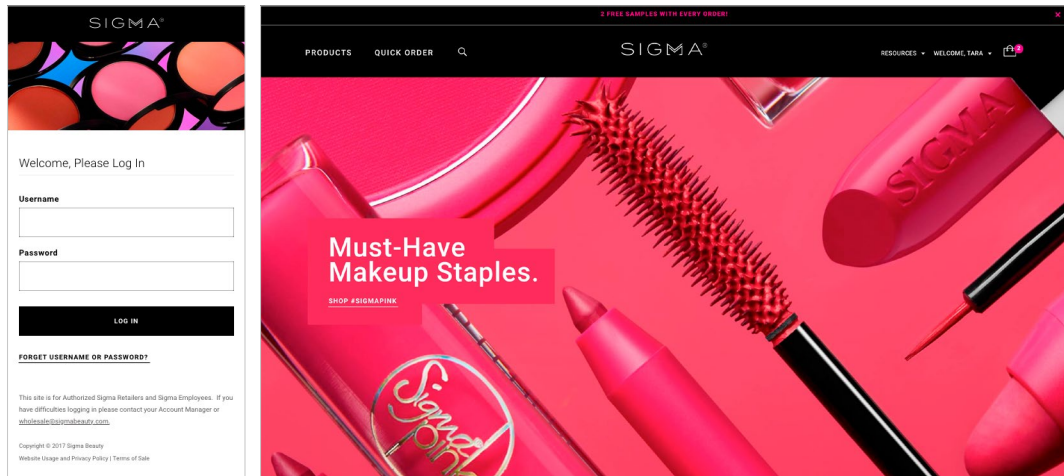 SIGMA®
Welcome, Please Log In
Username
Password
LOG IN
FORGET USERNAME OR PASSWORD?
This site is for Authorized Sigma Retailers and Sigma Employees. If you
have difficulties logging in please contact your Account Manager or
wholesale@sigmabeauty.com.
Copyright © 2017 Sigma Beauty
Website Usage and Privacy Policy | Terms of Sale
2 FREE SAMPLES WITH EVERY ORDER!
PRODUCTS QUICK ORDER SIGMA® RESOURCES WELCOME, TARA 2
SIGMA
Must-Have
Makeup Staples.
SHOP #SIGMAPINK
Sigma
Pink